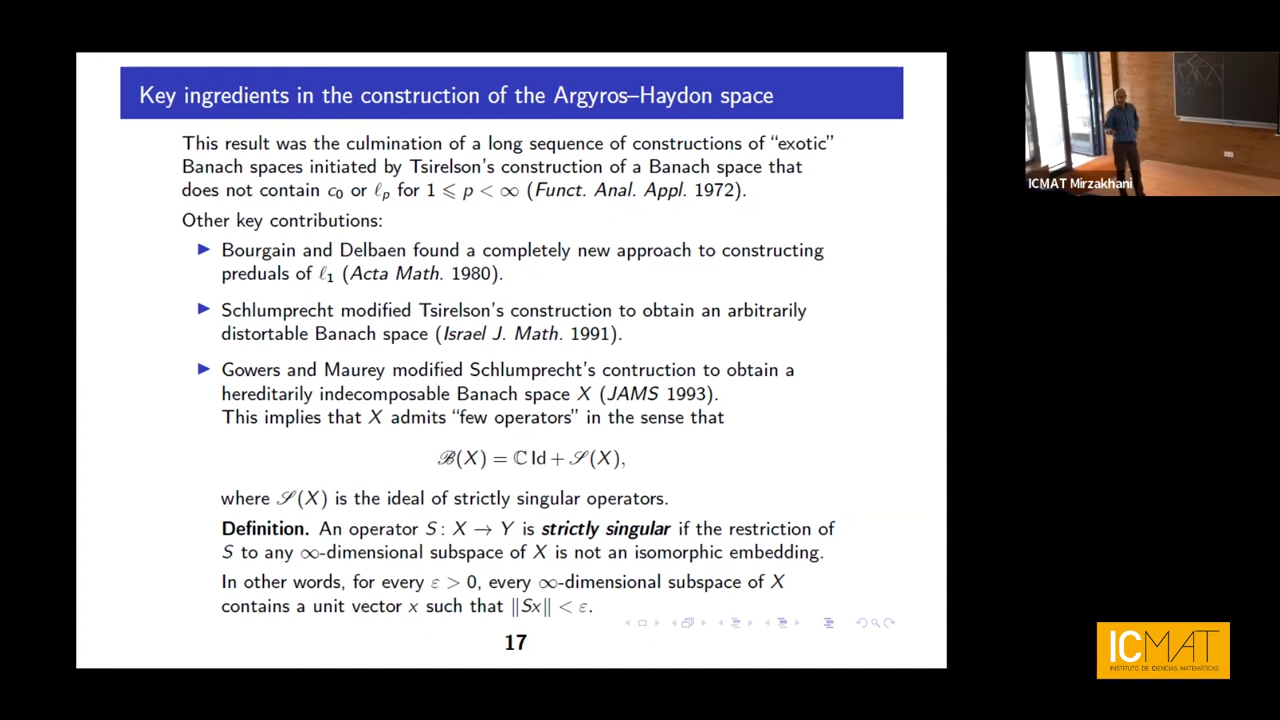 Key ingredients in the construction of the Argyros–Haydon space
This result was the culmination of a long sequence of constructions of “exotic”
Banach spaces initiated by Tsirelson’s construction of a Banach space that
does not contain c₀ or ℓₚ for 1 ⩽ p < ∞ (Funct. Anal. Appl. 1972).
Other key contributions:
▶ Bourgain and Delbaen found a completely new approach to constructing
preduals of ℓ₁ (Acta Math. 1980).
▶ Schlumprecht modified Tsirelson’s construction to obtain an arbitrarily
distortable Banach space (Israel J. Math. 1991).
▶ Gowers and Maurey modified Schlumprecht’s contruction to obtain a
hereditarily indecomposable Banach space X (JAMS 1993).
This implies that X admits “few operators” in the sense that
ℬ(X) = ℂ Id + 𝒮(X),
where 𝒮(X) is the ideal of strictly singular operators.
Definition. An operator S: X → Y is strictly singular if the restriction of
S to any ∞-dimensional subspace of X is not an isomorphic embedding.
In other words, for every ε > 0, every ∞-dimensional subspace of X
contains a unit vector x such that ‖Sx‖ < ε.
17
ICMAT Mirzakhani
ICMAT
INSTITUTO DE CIENCIAS MATEMÁTICAS